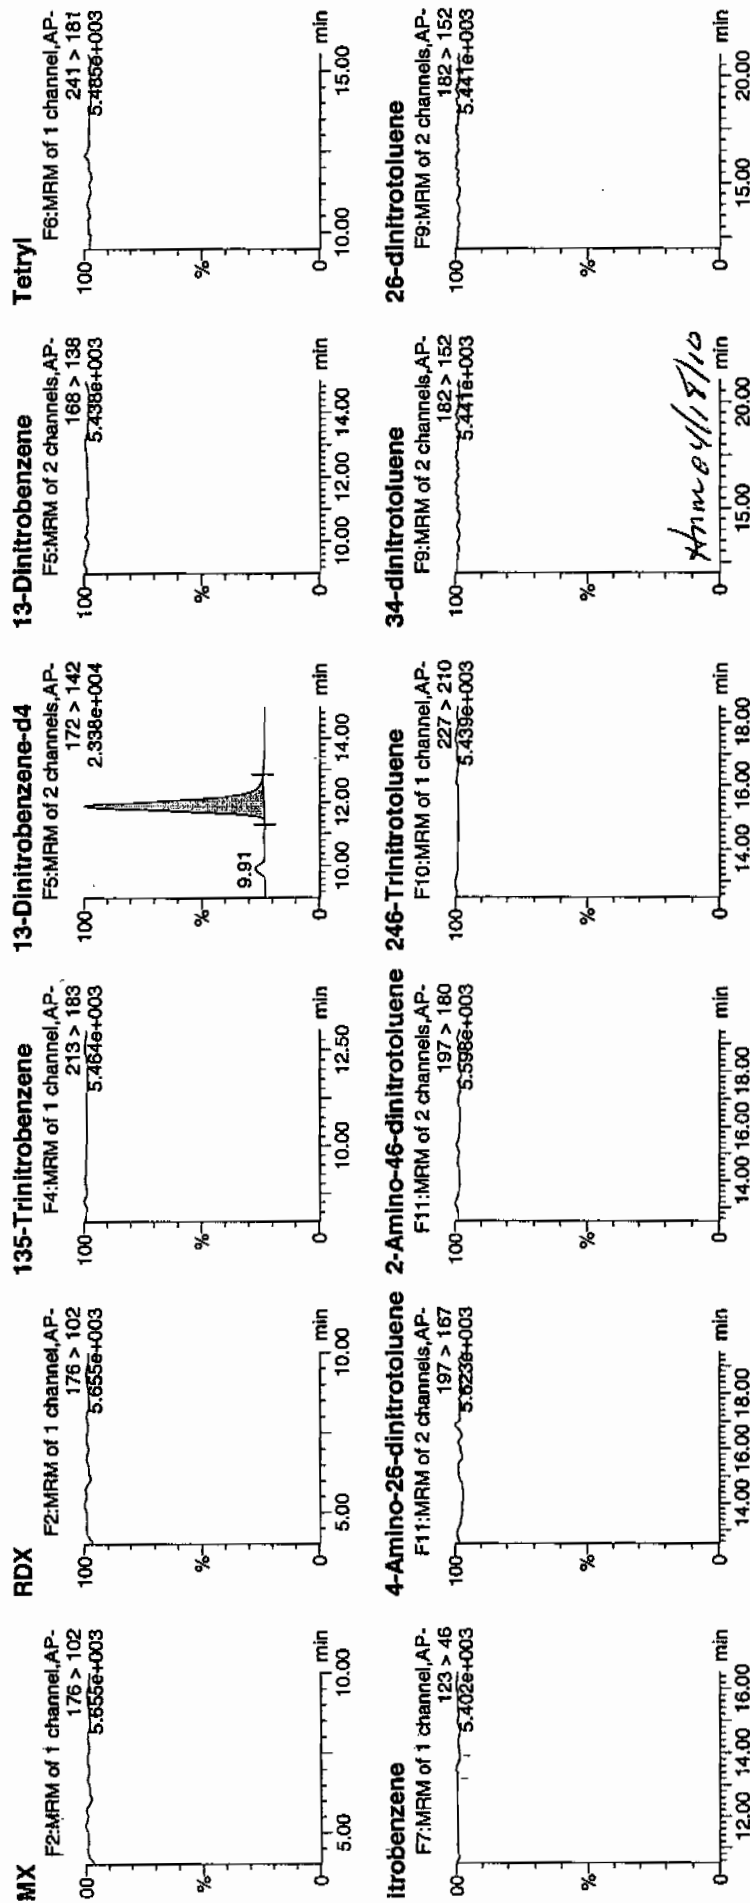 MX
F2:MRM of 1 channel,AP-
176 > 102
5.655e+003
00
%
0
5.00
10.00
min
RDX
F2:MRM of 1 channel,AP-
176 > 102
5.655e+003
100
%
0
5.00
10.00
min
135-Trinitrobenzene
F4:MRM of 1 channel,AP-
213 > 183
5.464e+003
100
%
0
10.00
12.50
min
13-Dinitrobenzene-d4
F5:MRM of 2 channels,AP-
172 > 142
2.338e+004
100
9.91
%
0
10.00
12.00
14.00
min
13-Dinitrobenzene
F5:MRM of 2 channels,AP-
168 > 138
5.438e+003
100
%
0
10.00
12.00
14.00
min
Tetryl
F6:MRM of 1 channel,AP-
241 > 181
5.485e+003
100
%
0
10.00
15.00
min
itrobenzene
F7:MRM of 1 channel,AP-
123 > 46
5.402e+003
00
%
0
12.00
14.00
16.00
min
4-Amino-26-dinitrotoluene
F11:MRM of 2 channels,AP-
197 > 167
5.623e+003
100
%
0
14.00
16.00
18.00
min
2-Amino-46-dinitrotoluene
F11:MRM of 2 channels,AP-
197 > 180
5.598e+003
100
%
0
14.00
16.00
18.00
min
246-Trinitrotoluene
F10:MRM of 1 channel,AP-
227 > 210
5.439e+003
100
%
0
14.00
16.00
18.00
min
34-dinitrotoluene
F9:MRM of 2 channels,AP-
182 > 152
5.441e+003
100
%
0
15.00
20.00
min
26-dinitrotoluene
F9:MRM of 2 channels,AP-
182 > 152
5.441e+003
100
%
0
15.00
20.00
min